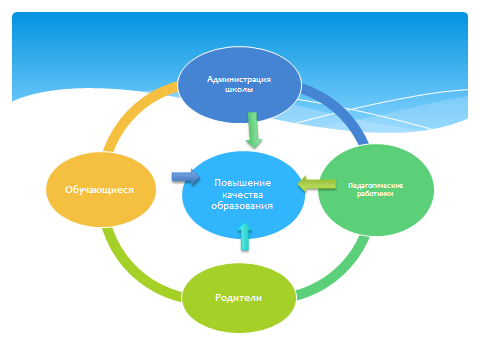 Администрация
школы
Обучающиеся
Повышение
качества
образования
Педагогические
работники
Родители